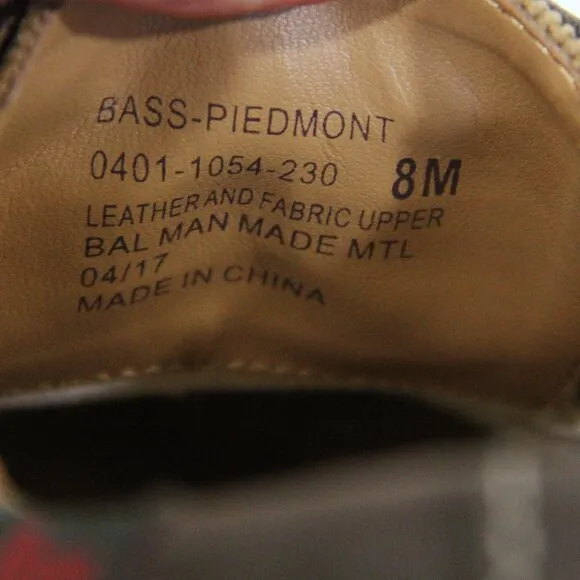 BASS-PIEDMONT
0401-1054-230 8M
LEATHER AND FABRIC UPPER
BAL MAN MADE MTL
04/17
MADE IN CHINA